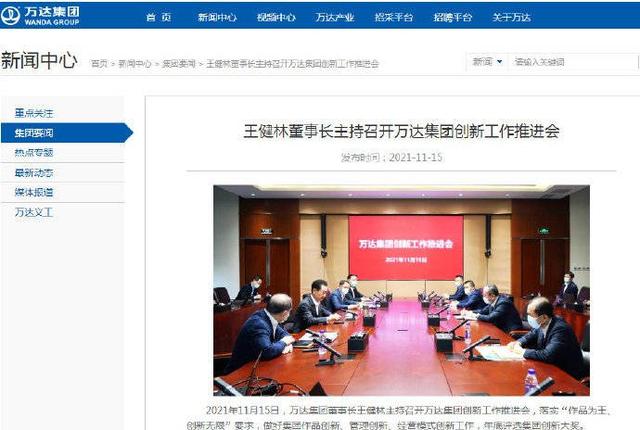 万达集团
WANDA GROUP
首 页 新闻中心 视频中心 万达产业 招采平台 招聘平台 关于万达
新闻中心
首页 > 新闻中心 > 集团要闻 > 王健林董事长主持召开万达集团创新工作推进会
新闻 请输入关键词
重点关注
集团要闻
热点专题
最新动态
媒体报道
万达义工
王健林董事长主持召开万达集团创新工作推进会
发布时间：2021-11-15
万达集团创新工作推进会
2021年11月15日
2021年11月15日，万达集团董事长王健林主持召开万达集团创新工作推进会，落实“作品为王、
创新无限”要求，做好集团作品创新、管理创新、经营模式创新工作，年底评选集团创新大奖。